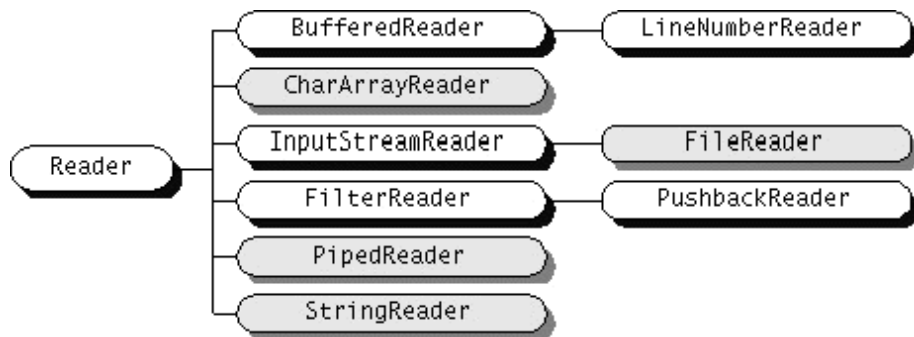 BufferedReader LineNumberReader
CharArrayReader
InputStreamReader FileReader
Reader
FilterReader PushbackReader
PipedReader
StringReader